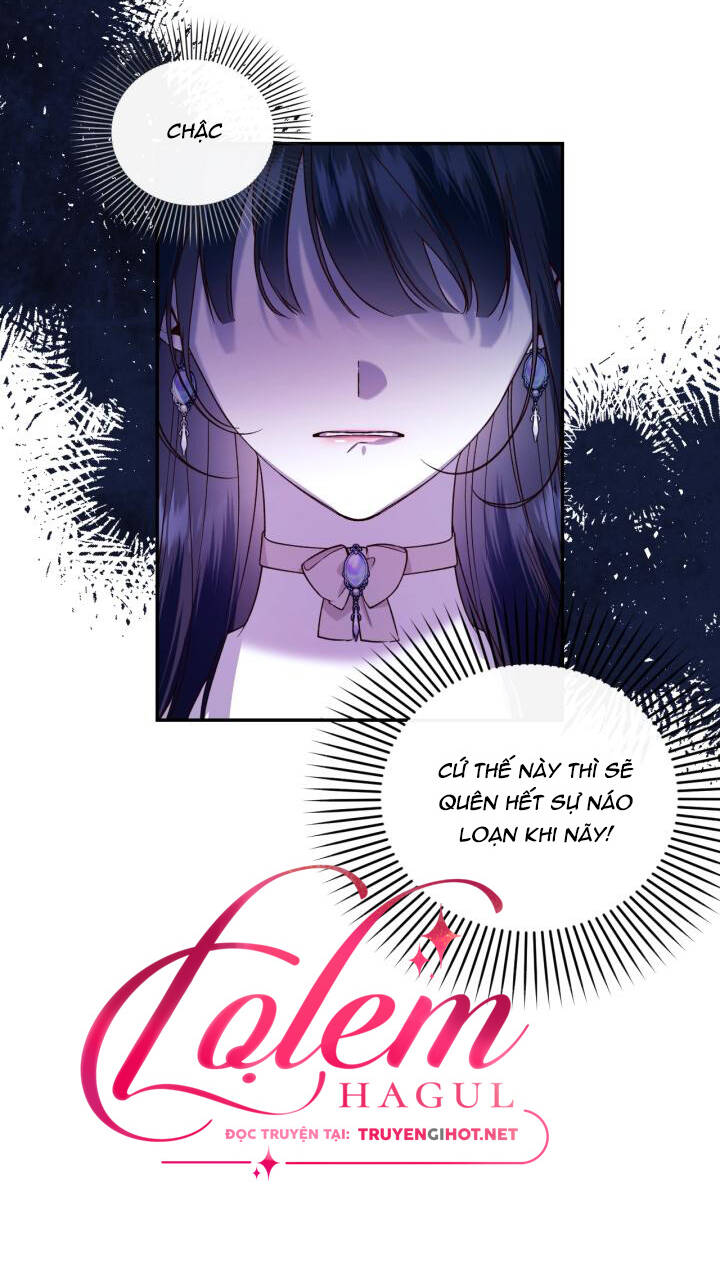 CHẬC
CỨ THẾ NÀY THÌ SẼ
QUÊN HẾT SỰ NÁO
LOẠN KHI NÃY!
Lọlem
HAGUL
ĐỌC TRUYỆN TẠI: TRUYENGIHOT.NET